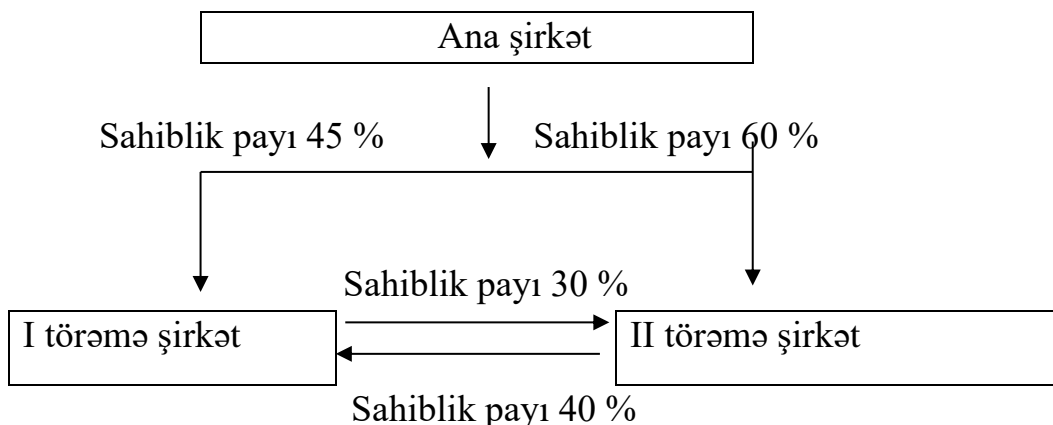 Ana şirkət
Sahiblik payı 45 %
Sahiblik payı 60 %
Sahiblik payı 30 %
I törəmə şirkət
II törəmə şirkət
Sahiblik payı 40 %